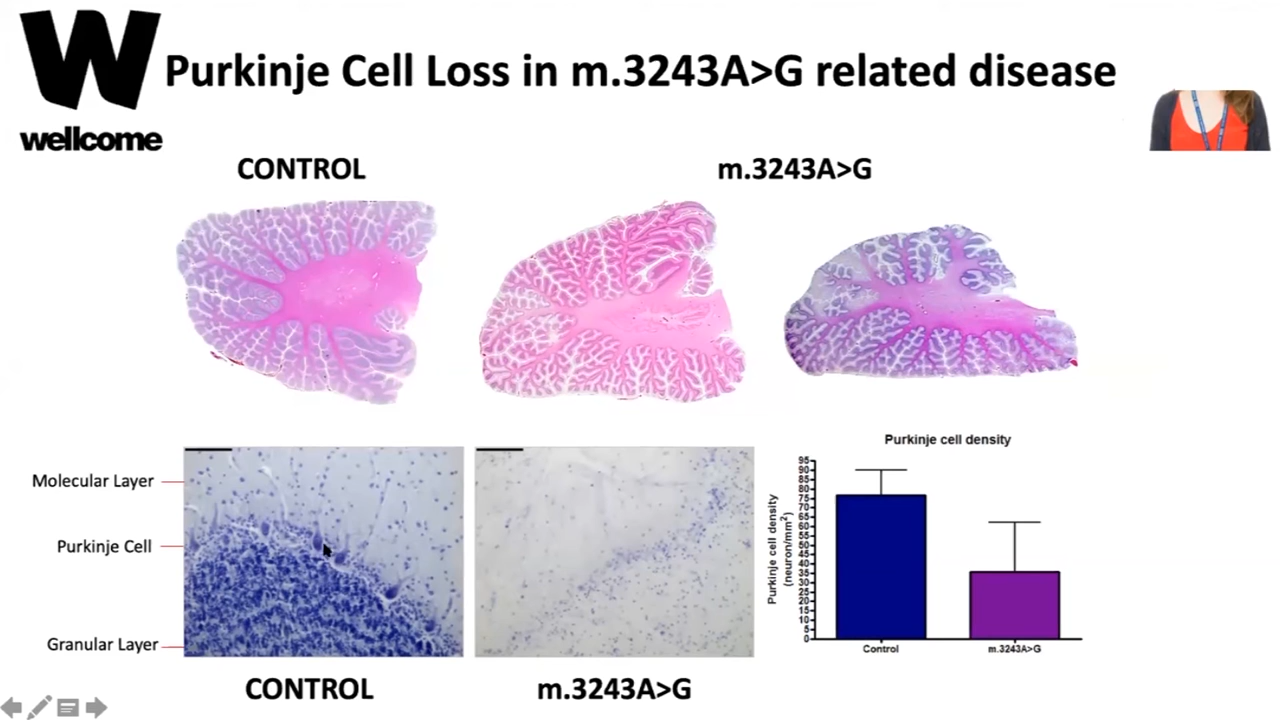 W
wellcome
Purkinje Cell Loss in m.3243A>G related disease
CONTROL
m.3243A>G
Molecular Layer
Purkinje Cell
Granular Layer
CONTROL
m.3243A>G
Purkinje cell density
Purkinje cell density
(neuron/mm²)
95
90
85
80
75
70
65
60
55
50
45
40
35
30
25
20
15
10
5
0
Control
m.3243A>G